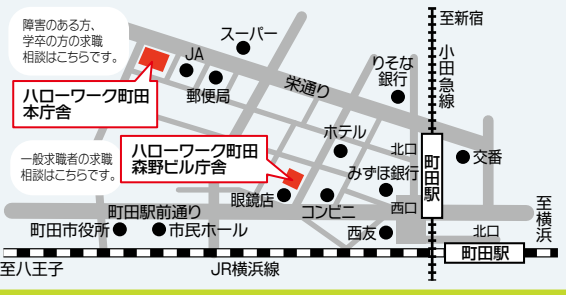 障害のある方、
学卒の方の求職
相談はこちらです。
ハローワーク町田
本庁舎
JA
郵便局
スーパー
栄通り
りそな
銀行
至新宿
小田急線
一般求職者の求職
相談はこちらです。
ハローワーク町田
森野ビル庁舎
ホテル
北口
みずほ銀行
町田駅
交番
眼鏡店
コンビニ
西口
町田駅前通り
町田市役所
市民ホール
西友
北口
至横浜
町田駅
至八王子
JR横浜線